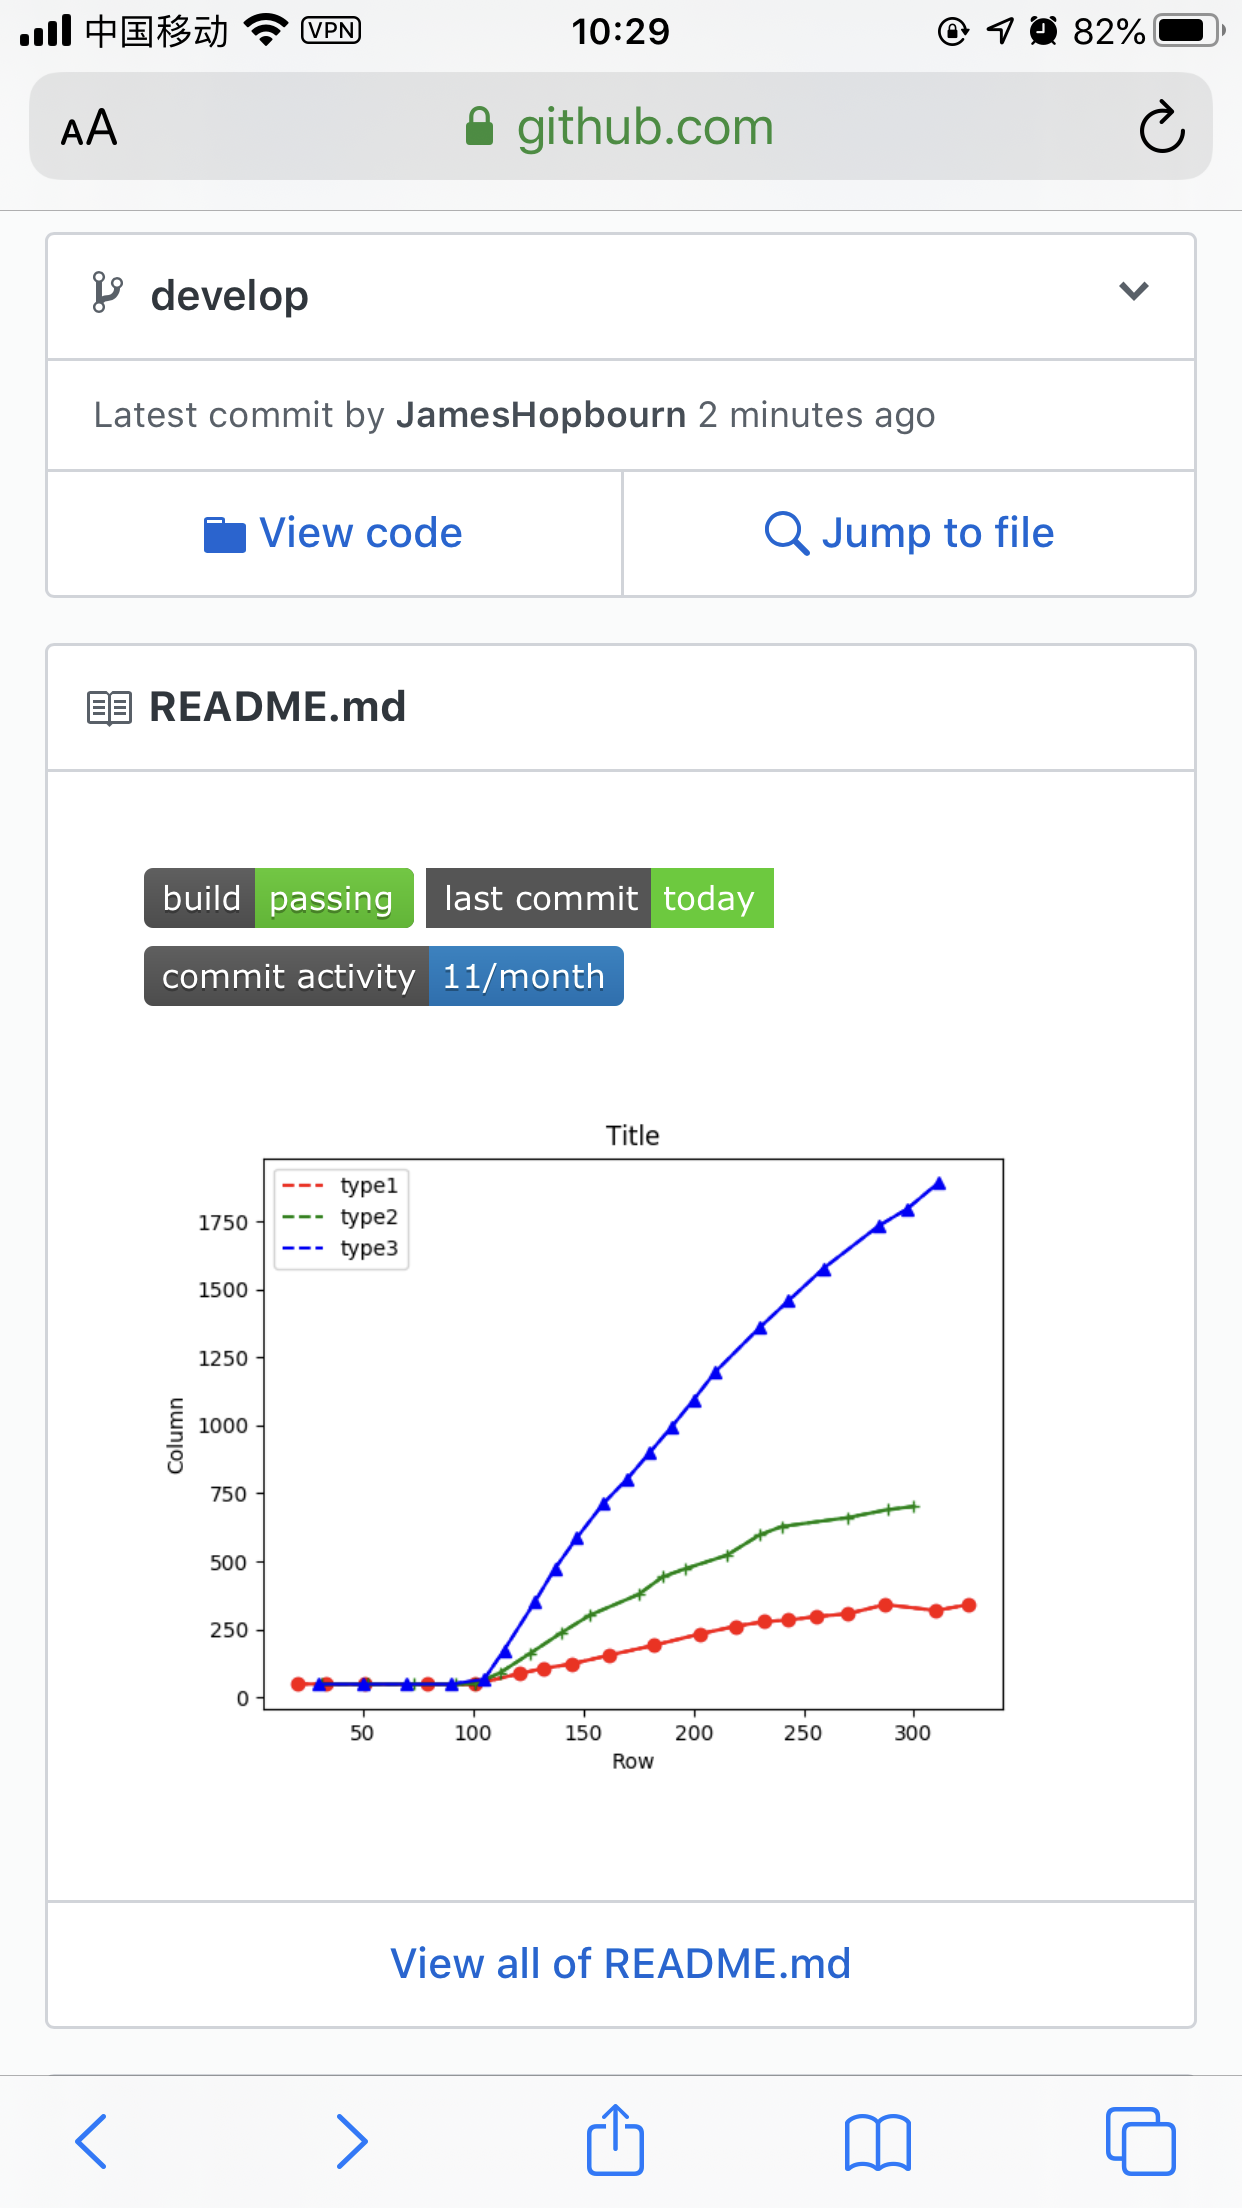 中国移动 VPN 10:29 82%
AA github.com
develop
Latest commit by JamesHopbourn 2 minutes ago
View code Jump to file
README.md
build passing last commit today
commit activity 11/month
Title
type1
type2
type3
1750
1500
1250
1000
750
500
250
0
Column
50 100 150 200 250 300
Row
View all of README.md